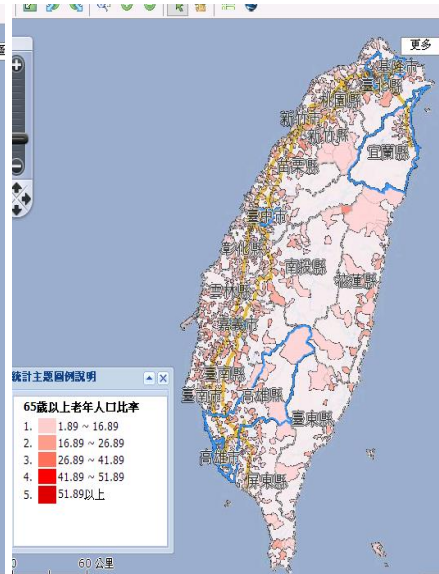 更多
基隆市
臺北縣
桃園縣
新竹市
新竹縣
宜蘭縣
苗栗縣
臺中市
彰化縣
南投縣
花蓮縣
雲林縣
嘉義市
臺南縣
臺南市
高雄縣
臺東縣
高雄市
屏東縣
統計主題圖例說明
65歲以上老年人口比率
1. 1.89 ~ 16.89
2. 16.89 ~ 26.89
3. 26.89 ~ 41.89
4. 41.89 ~ 51.89
5. 51.89以上
0 60 公里